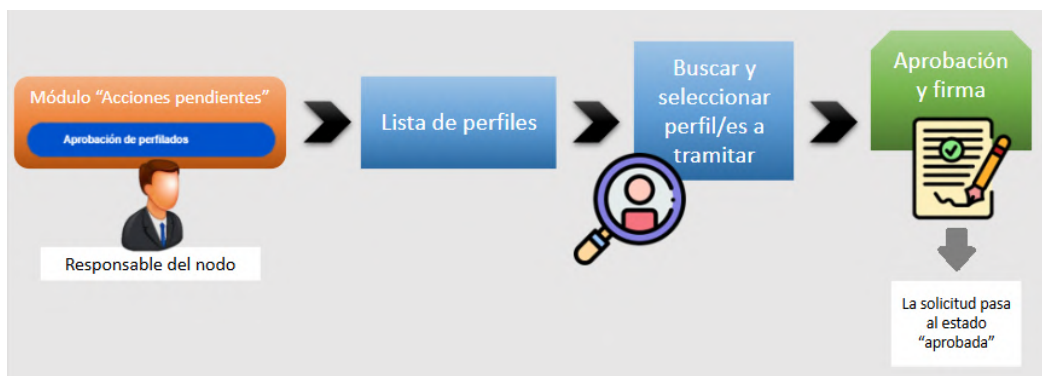 Módulo “Acciones pendientes”
Aprobación de perfilados
Responsable del nodo
Lista de perfiles
Buscar y
seleccionar
perfil/es a
tramitar
Aprobación
y firma
La solicitud pasa
al estado
“aprobada”